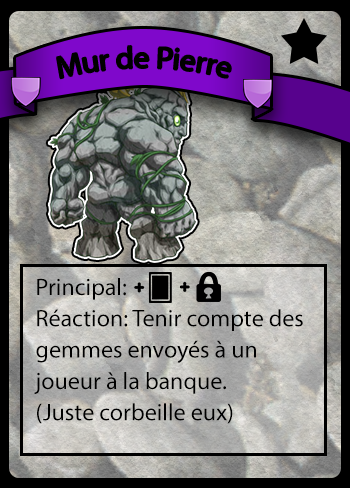 Mur de Pierre
Principal: + +
Réaction: Tenir compte des
gemmes envoyés à un
joueur à la banque.
(Juste corbeille eux)